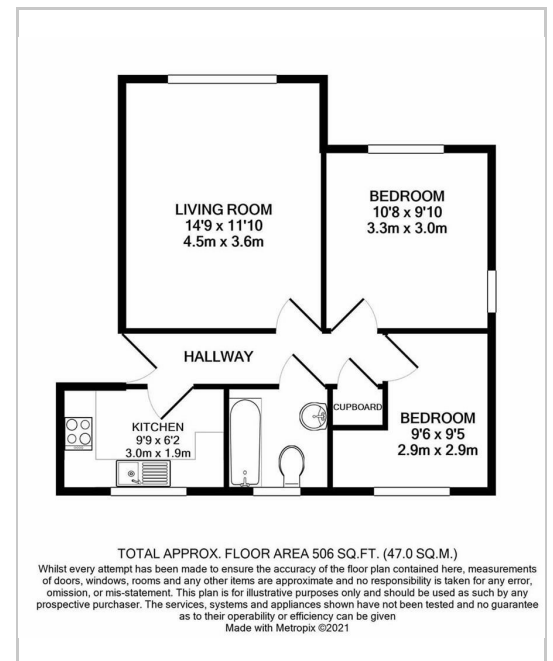 LIVING ROOM
14'9 x 11'10
4.5m x 3.6m
BEDROOM
10'8 x 9'10
3.3m x 3.0m
HALLWAY
CUPBOARD
KITCHEN
9'9 x 6'2
3.0m x 1.9m
BEDROOM
9'6 x 9'5
2.9m x 2.9m
TOTAL APPROX. FLOOR AREA 506 SQ.FT. (47.0 SQ.M.)
Whilst every attempt has been made to ensure the accuracy of the floor plan contained here, measurements
of doors, windows, rooms and any other items are approximate and no responsibility is taken for any error,
omission, or mis-statement. This plan is for illustrative purposes only and should be used as such by any
prospective purchaser. The services, systems and appliances shown have not been tested and no guarantee
as to their operability or efficiency can be given
Made with Metropix ©2021